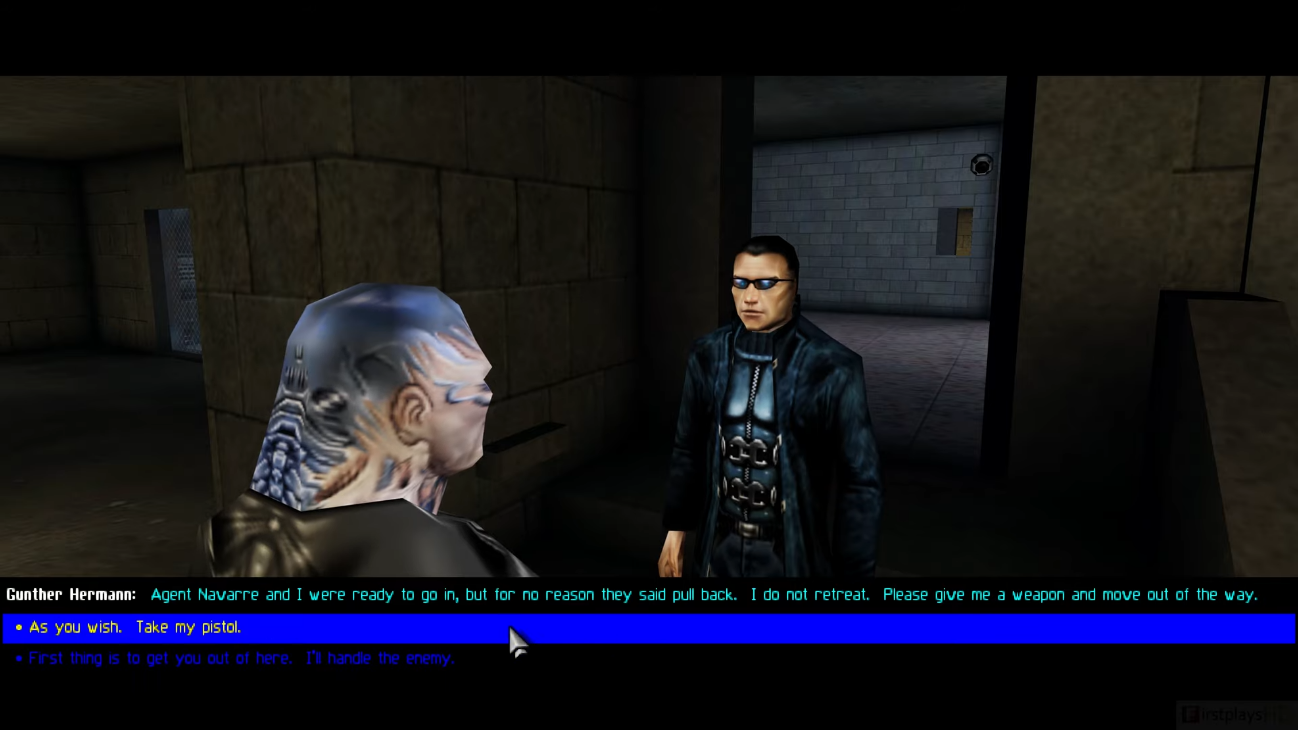 Gunther Hermann: Agent Navarre and I were ready to go in, but for no reason they said pull back. I do not retreat. Please give me a weapon and move out of the way.
• As you wish. Take my pistol.
• First thing is to get you out of here. I'll handle the enemy.
Firstplays